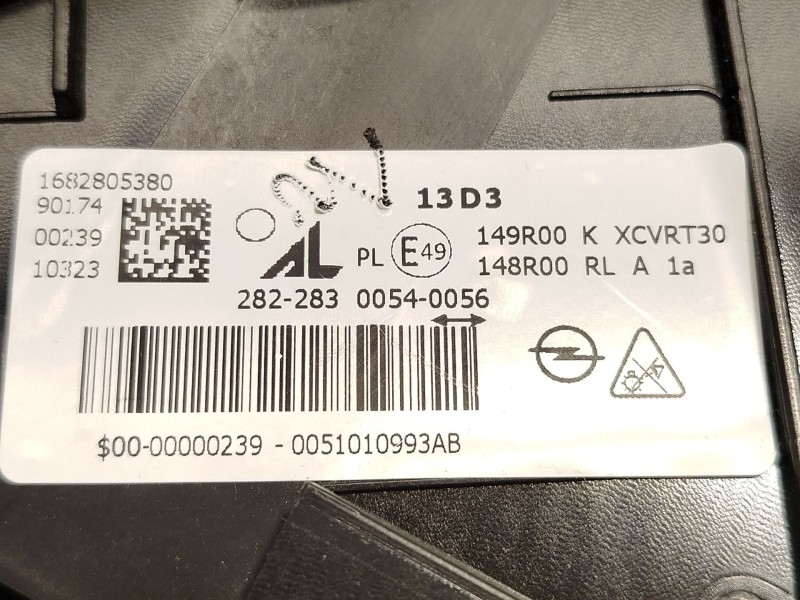 1682805380
90174
00239
10323
13D3
AL PL E49
149R00 K XCVRT30
148R00 RL A 1a
282-283 0054-0056
$00-00000239 - 0051010993AB